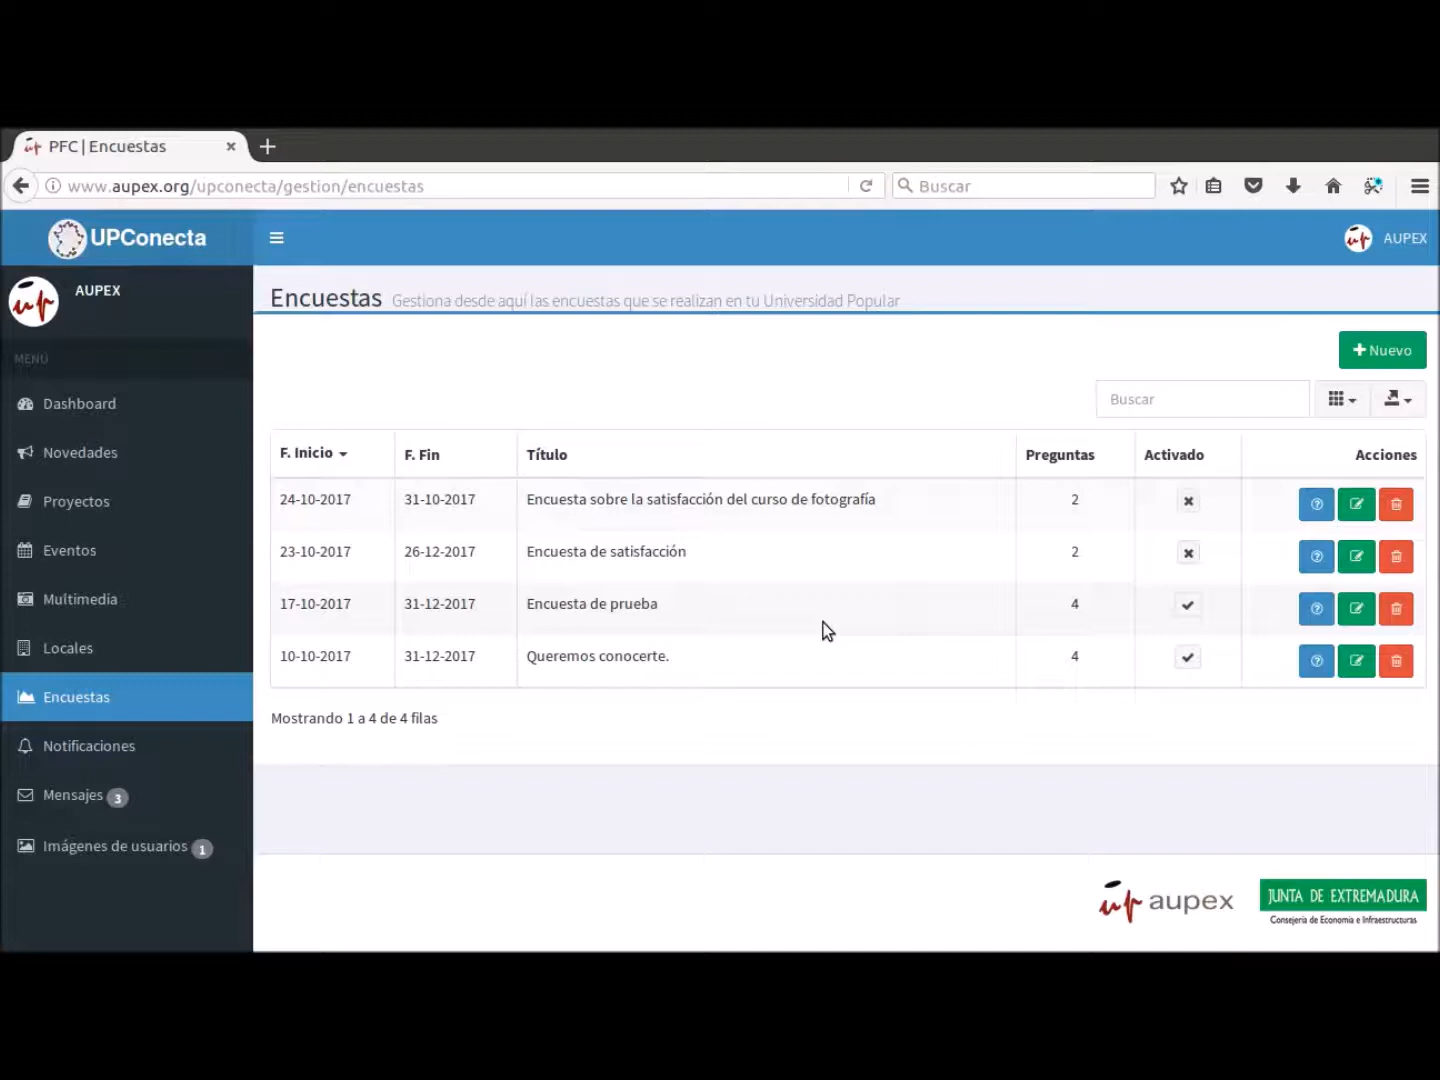 PFC | Encuestas
www.aupex.org/upconecta/gestion/encuestas
Buscar
UPConecta
AUPEX
AUPEX
Encuestas Gestiona desde aquí las encuestas que se realizan en tu Universidad Popular
MENÚ
Dashboard
Novedades
Proyectos
Eventos
Multimedia
Locales
Encuestas
Notificaciones
Mensajes 3
Imágenes de usuarios 1
Nuevo
Buscar
F. Inicio F. Fin Título Preguntas Activado Acciones
24-10-2017 31-10-2017 Encuesta sobre la satisfacción del curso de fotografía 2
23-10-2017 26-12-2017 Encuesta de satisfacción 2
17-10-2017 31-12-2017 Encuesta de prueba 4
10-10-2017 31-12-2017 Queremos conocerte. 4
Mostrando 1 a 4 de 4 filas
up aupex
JUNTA DE EXTREMADURA
Consejería de Economía e Infraestructuras